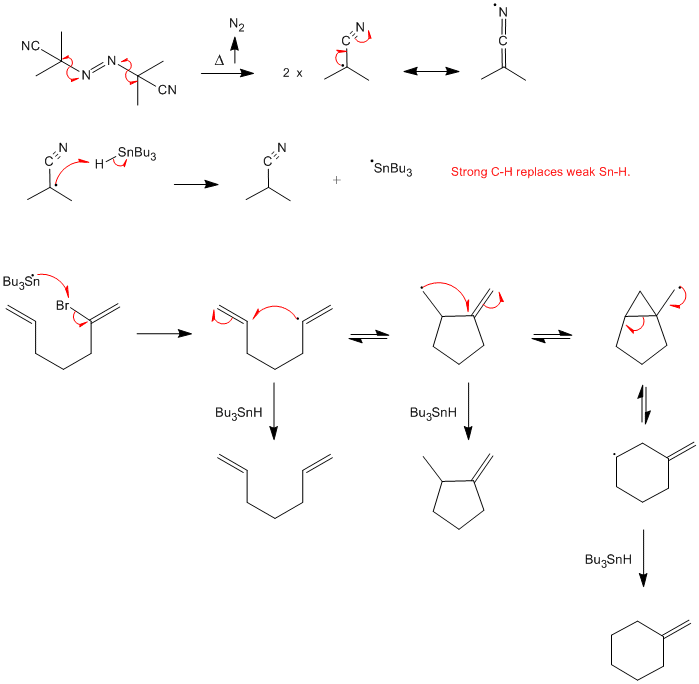 NC
N
N
CN
Δ
N₂
2 x
C
N
N
C
C
N
H
SnBu₃
C
N
+
SnBu₃
Strong C-H replaces weak Sn-H.
Bu₃Sn
Br
Bu₃SnH
Bu₃SnH
Bu₃SnH